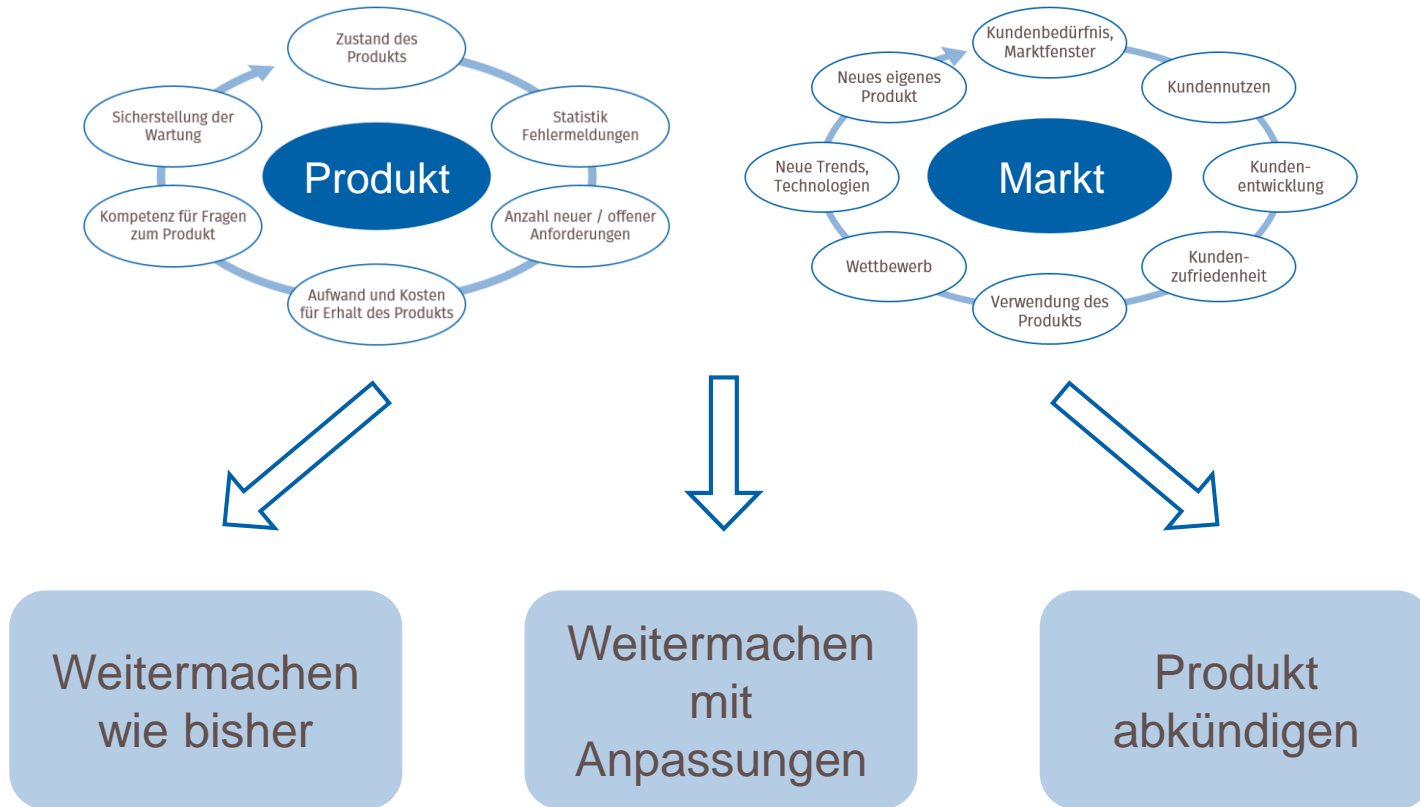 Zustand des
Produkts
Statistik
Fehlermeldungen
Anzahl neuer / offener
Anforderungen
Aufwand und Kosten
für Erhalt des Produkts
Kompetenz für Fragen
zum Produkt
Sicherstellung der
Wartung
Produkt
Kundenbedürfnis,
Marktfenster
Kundennutzen
Kunden-
entwicklung
Kunden-
zufriedenheit
Verwendung des
Produkts
Wettbewerb
Neue Trends,
Technologien
Neues eigenes
Produkt
Markt
Weitermachen
wie bisher
Weitermachen
mit
Anpassungen
Produkt
abkündigen